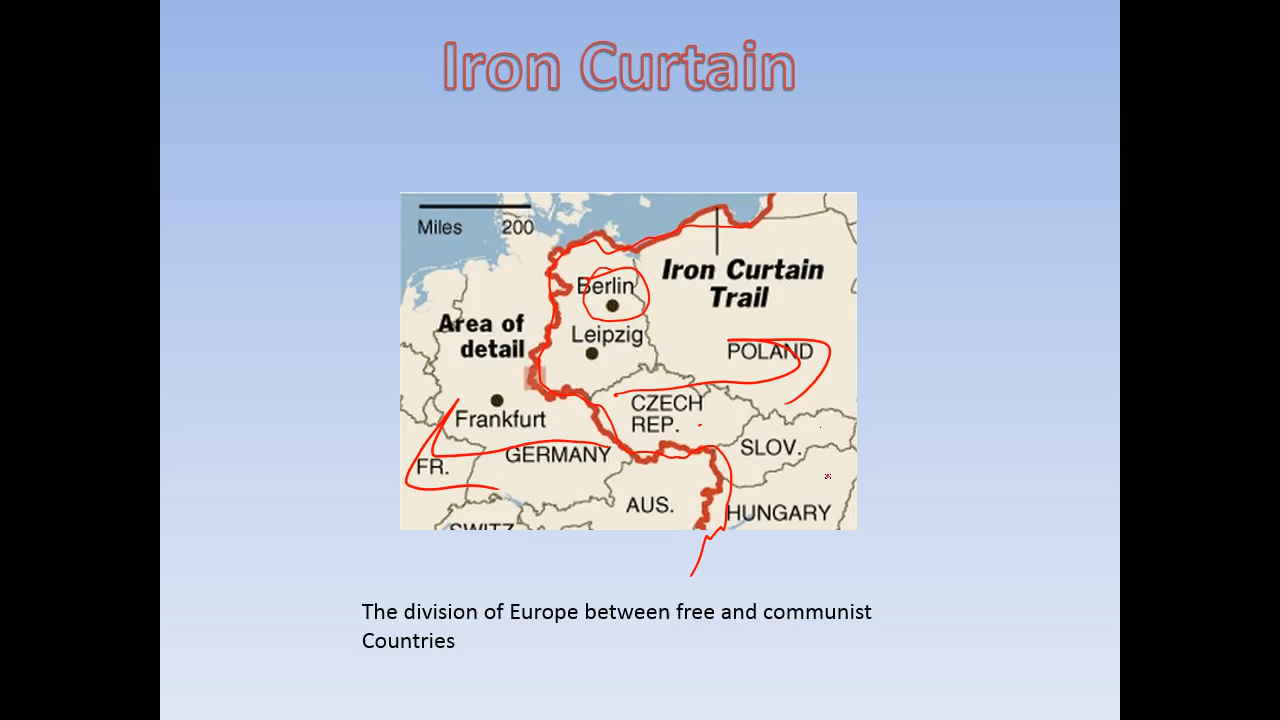 Iron Curtain
Miles 200
Iron Curtain
Trail
Berlin
Area of
detail
Leipzig
POLAND
CZECH
REP.
Frankfurt
SLOV.
GERMANY
FR.
AUS.
HUNGARY
SWITZ
The division of Europe between free and communist
Countries